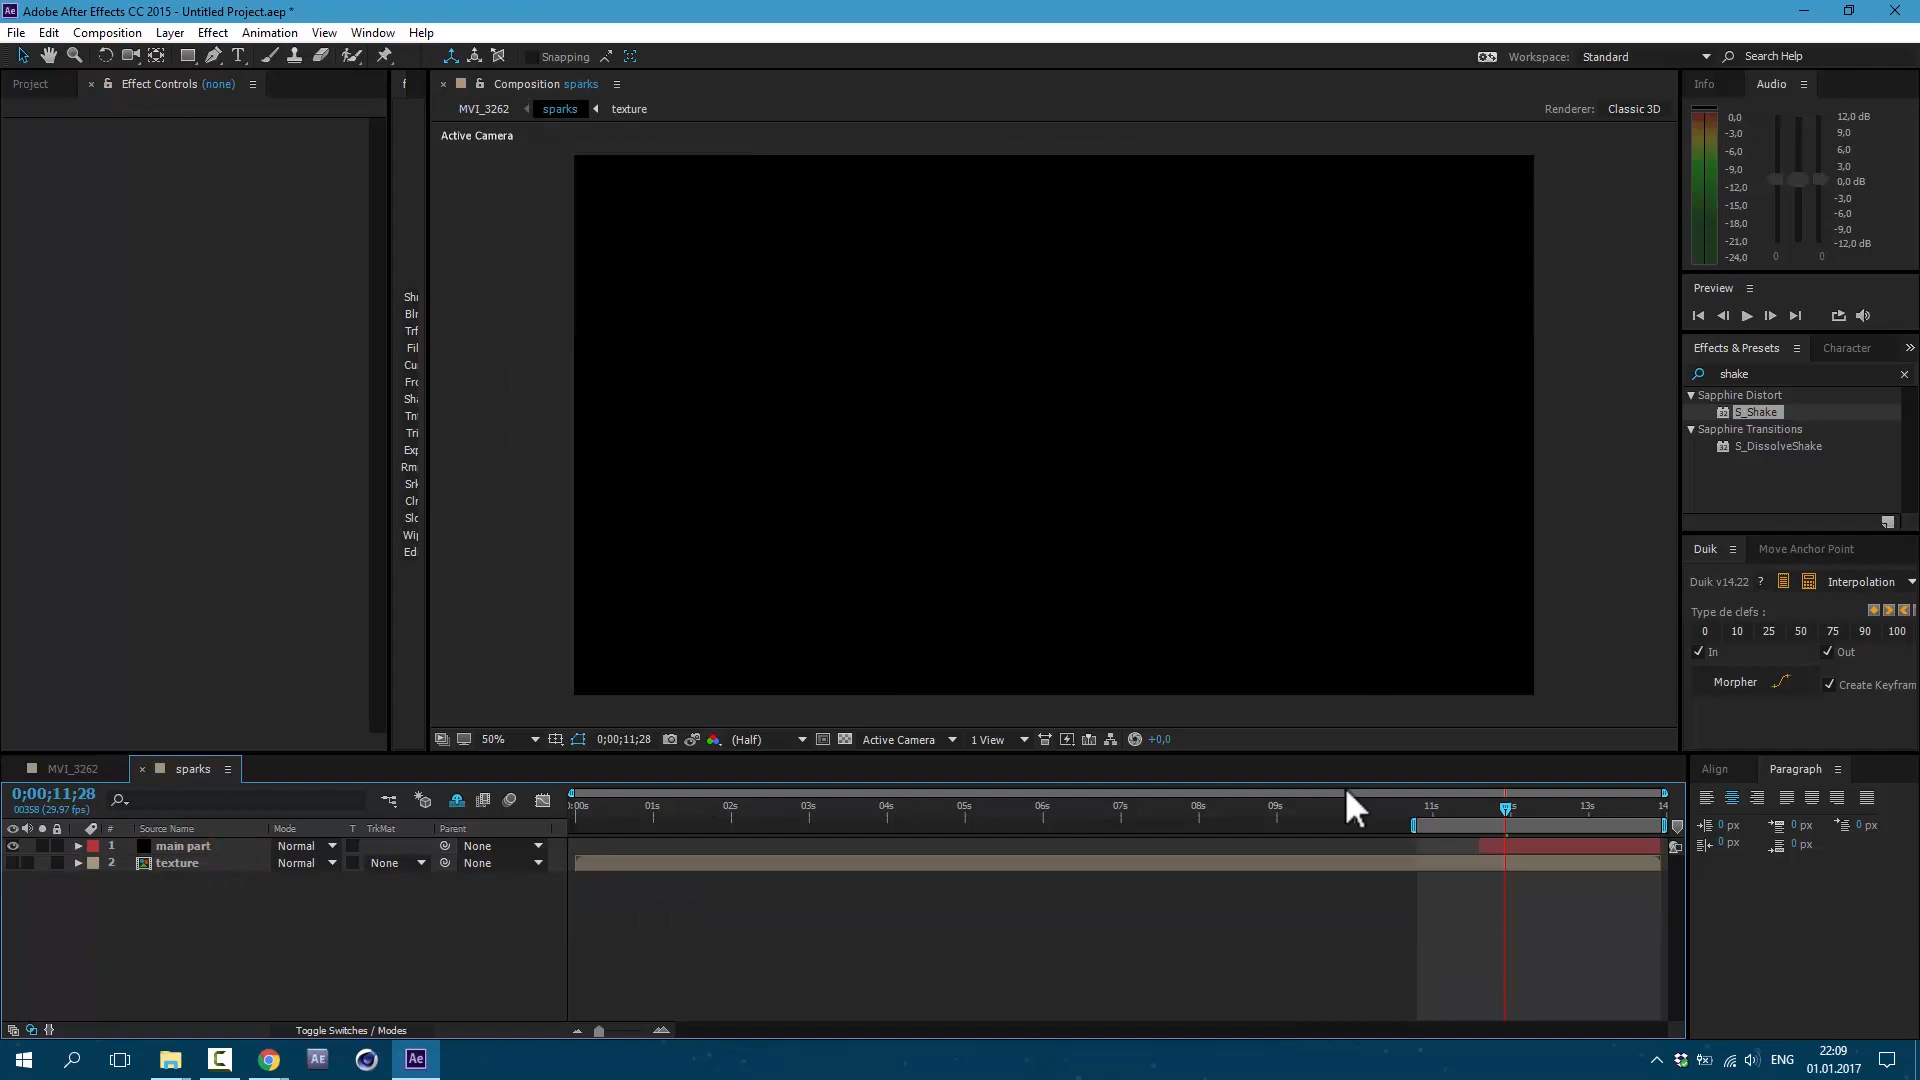 Adobe After Effects CC 2015 - Untitled Project.aep *
File Edit Composition Layer Effect Animation View Window Help
Snapping
Workspace: Standard
Search Help
Project
Effect Controls (none)
f
Composition sparks
Info
Audio
MVI_3262
sparks
texture
Renderer: Classic 3D
Active Camera
0,0
-3,0
-6,0
-9,0
-12,0
-15,0
-18,0
-21,0
-24,0
12,0 dB
9,0
6,0
3,0
0,0 dB
-3,0
-6,0
-9,0
-12,0 dB
0
0
Preview
Effects & Presets
Character
shake
Sapphire Distort
S_Shake
Sapphire Transitions
S_DissolveShake
Shr
Blr
Trf
Fil
Cu
Fro
Sha
Tnt
Tri
Exp
Rm
Srk
Clr
Slo
Wi
Ed
Duik
Move Anchor Point
Duik v14.22 ?
Interpolation
Type de clefs :
0 10 25 50 75 90 100
In
Out
Morpher
Create Keyfram
50%
0;00;11;28
(Half)
Active Camera
1 View
+0,0
MVI_3262
sparks
Align
Paragraph
0;00;11;28
00358 (29.97 fps)
# Source Name Mode T TrkMat Parent
1 main part Normal None
2 texture Normal None None
:00s 01s 02s 03s 04s 05s 06s 07s 08s 09s 11s s 13s 14
0 px 0 px 0 px
0 px 0 px
Toggle Switches / Modes
AE
Ae
ENG
22:09
01.01.2017